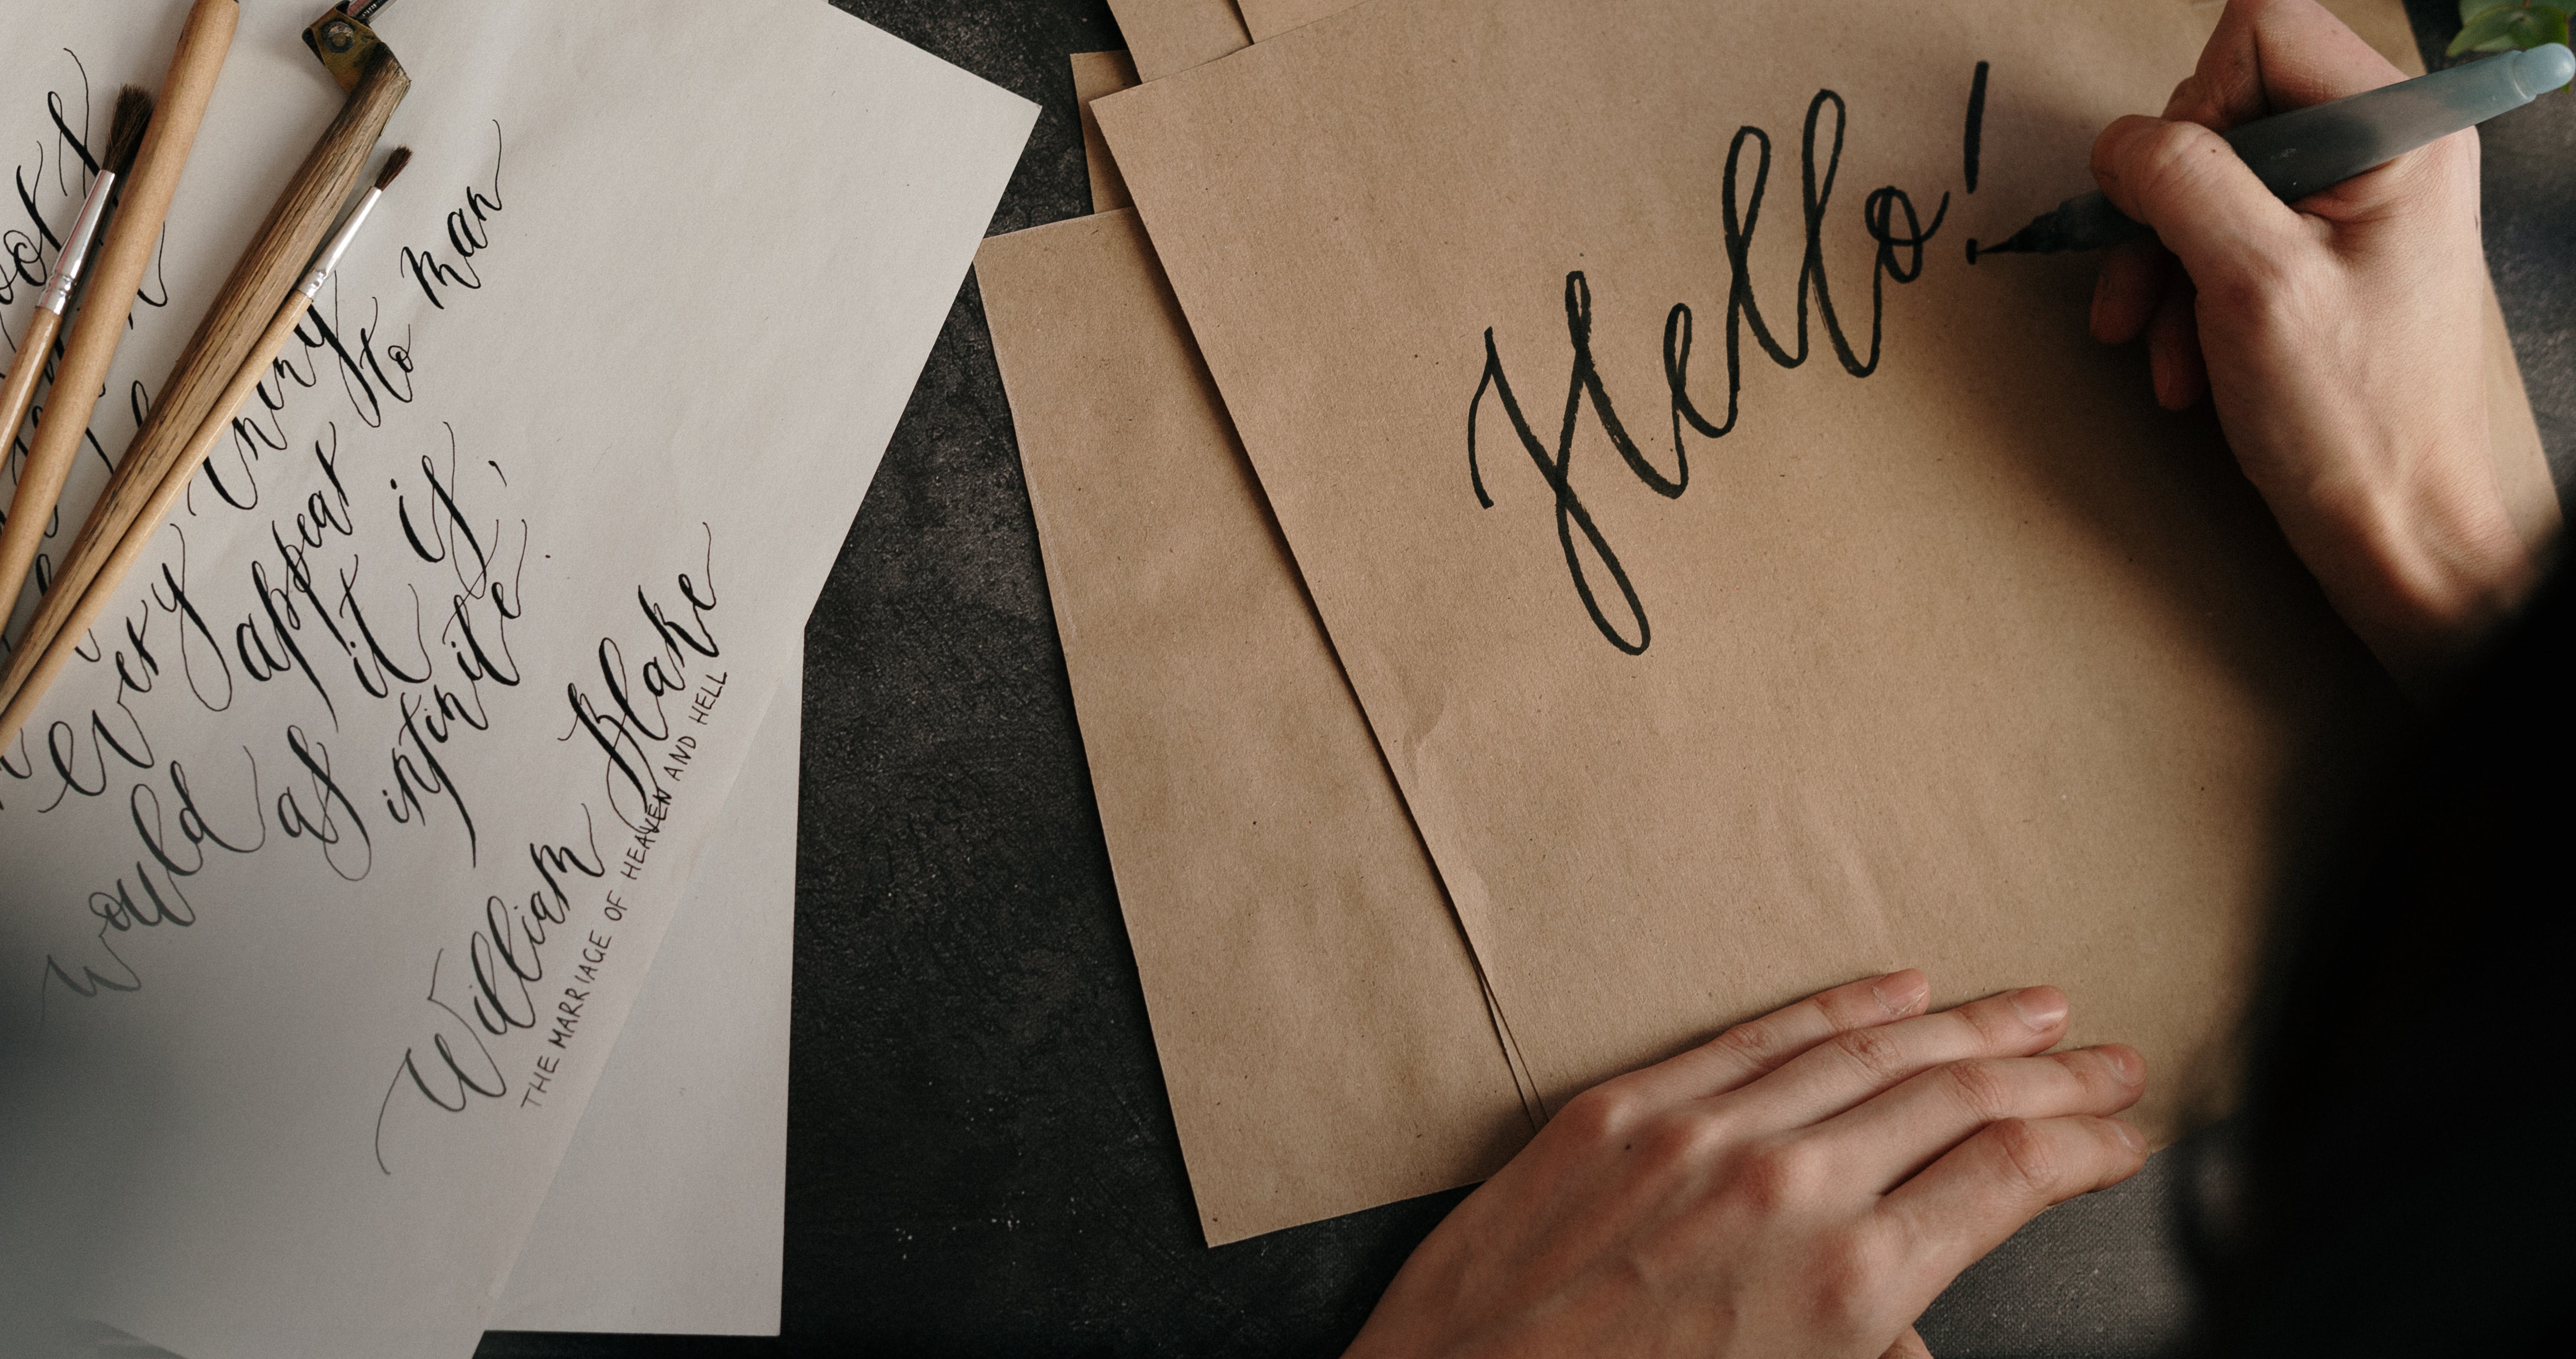 every thing
would appear to man
as it is,
infinite.
William Blake
THE MARRIAGE OF HEAVEN AND HELL
Hello!